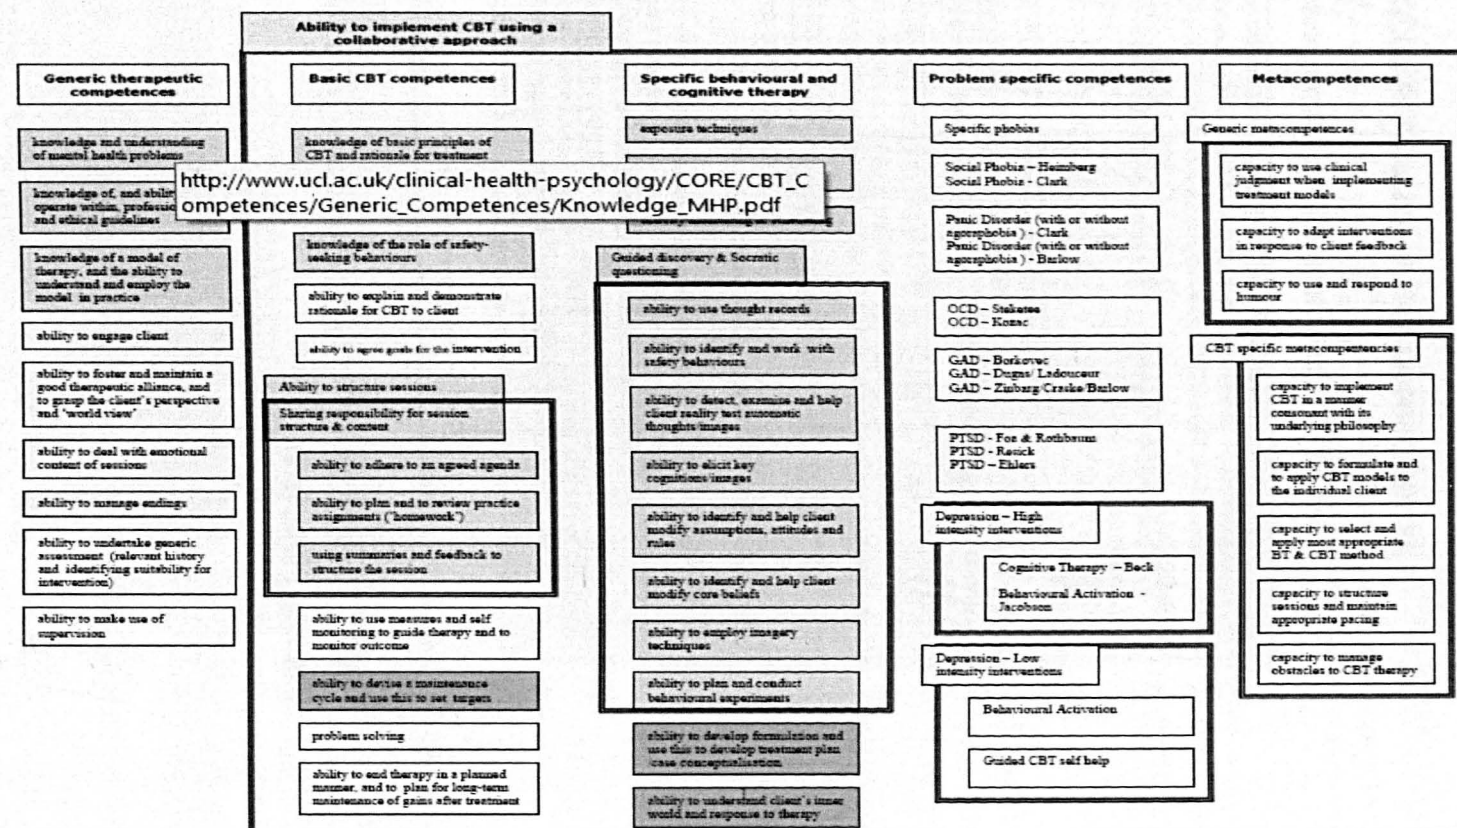 Ability to implement CBT using a
collaborative approach
Generic therapeutic
competences
knowledge and understanding
of mental health problems
knowledge of, and ability
operate within, professio
and ethical guidelines
knowledge of a model of
therapy, and the ability to
understand and employ the
model in practice
ability to engage client
ability to foster and maintain a
good therapeutic alliance, and
to grasp the client's perspective
and 'world view'
ability to deal with emotional
content of sessions
ability to manage endings
ability to undertake generic
assessment (relevant history
and identifying suitability for
intervention)
ability to make use of
supervision
Basic CBT competences
knowledge of basic principles of
CBT and rationale for treatment
http://www.ucl.ac.uk/clinical-health-psychology/CORE/CBT_C
ompetences/Generic_Competences/Knowledge_MHP.pdf
knowledge of the role of safety-
seeking behaviours
ability to explain and demonstrate
rationale for CBT to client
ability to agree goals for the intervention
Ability to structure sessions
Sharing responsibility for session
structure & content
ability to adhere to an agreed agenda
ability to plan and to review practice
assignments ("homework")
using summaries and feedback to
structure the session
ability to use measures and self
monitoring to guide therapy and to
monitor outcome
ability to devise a maintenance
cycle and use this to set targets
problem solving
ability to end therapy in a planned
manner, and to plan for long-term
maintenance of gains after treatment
Specific behavioural and
cognitive therapy
exposure techniques
Guided discovery & Socratic
questioning
ability to use thought records
ability to identify and work with
safety behaviours
ability to detect, examine and help
client reality test automatic
thoughts/images
ability to elicit key
cognitions/images
ability to identify and help client
modify assumptions, attitudes and
rules
ability to identify and help client
modify core beliefs
ability to employ imagery
techniques
ability to plan and conduct
behavioural experiments
ability to develop formulation and
use this to develop treatment plan
/case conceptualisation
ability to understand client's inner
world and response to therapy
Problem specific competences
Specific phobias
Social Phobia – Heimberg
Social Phobia - Clark
Panic Disorder (with or without
agoraphobia ) - Clark
Panic Disorder (with or without
agoraphobia ) - Barlow
OCD – Steketee
OCD – Kozac
GAD – Borkovec
GAD – Dugas/ Ladouceur
GAD – Zinbarg/Craske/Barlow
PTSD - Foa & Rothbaum
PTSD - Resick
PTSD – Ehlers
Depression – High
intensity interventions
Cognitive Therapy – Beck
Behavioural Activation -
Jacobson
Depression – Low
intensity interventions
Behavioural Activation
Guided CBT self help
Metacompetences
Generic metacompetences
capacity to use clinical
judgment when implementing
treatment models
capacity to adapt interventions
in response to client feedback
capacity to use and respond to
humour
CBT specific metacompentencies
capacity to implement
CBT in a manner
consonant with its
underlying philosophy
capacity to formulate and
to apply CBT models to
the individual client
capacity to select and
apply most appropriate
BT & CBT method
capacity to structure
sessions and maintain
appropriate pacing
capacity to manage
obstacles to CBT therapy